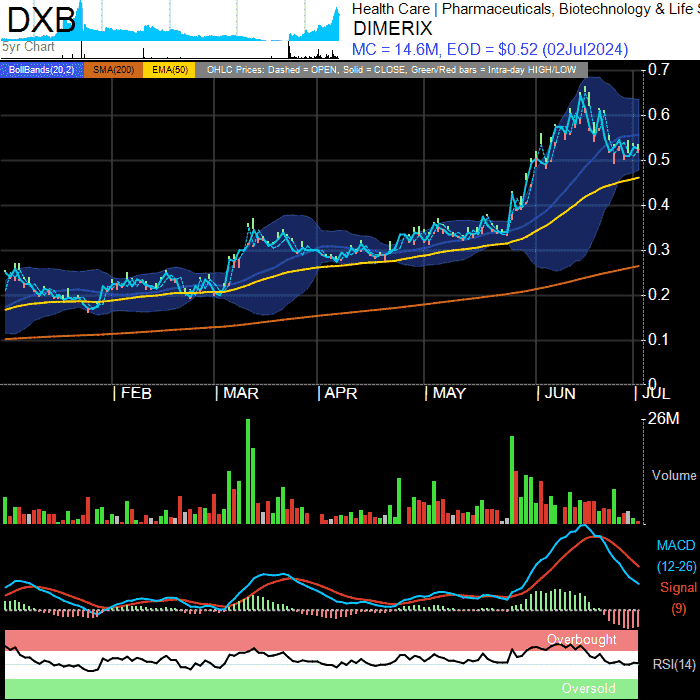 DXB
Health Care | Pharmaceuticals, Biotechnology & Life S
DIMERIX
5yr Chart
MC = 14.6M, EOD = $0.52 (02Jul2024)
BollBands(20,2) SMA(200) EMA(50) OHLC Prices: Dashed = OPEN, Solid = CLOSE, Green/Red bars = Intra-day HIGH/LOW
0.7
0.6
0.5
0.4
0.3
0.2
0.1
0
FEB MAR APR MAY JUN JUL
26M
Volume
MACD
(12-26)
Signal
(9)
Overbought
RSI(14)
Oversold